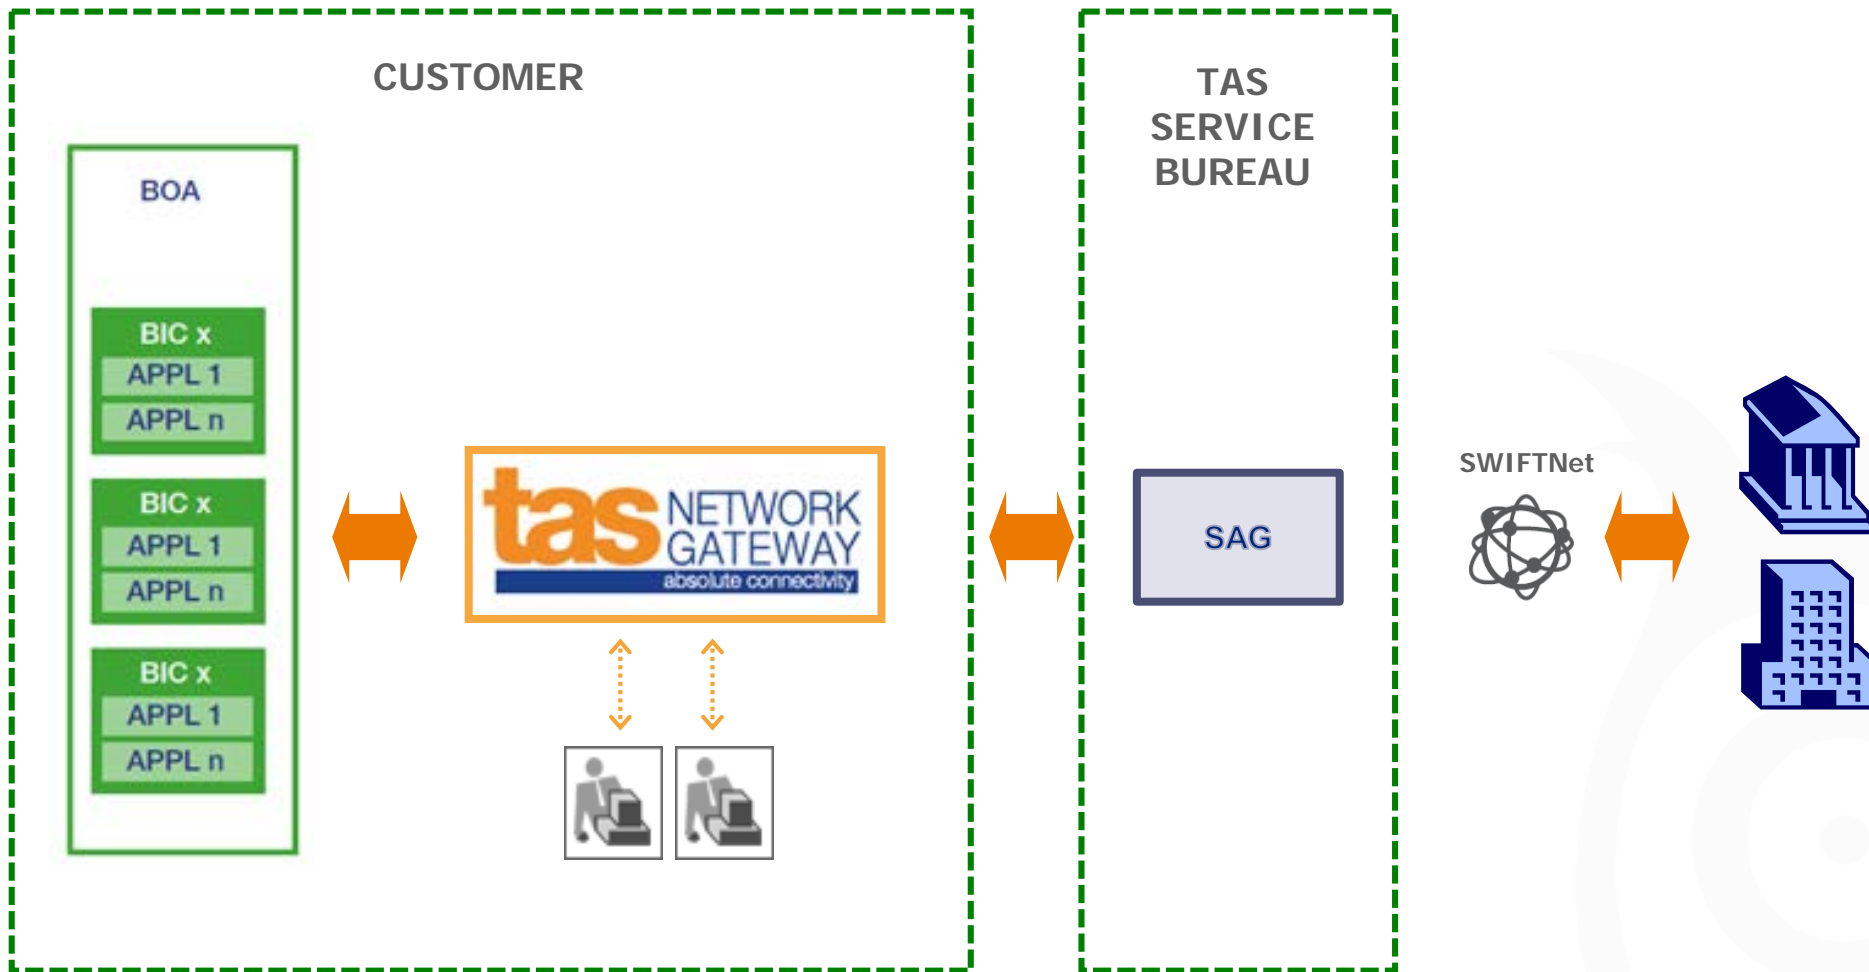 CUSTOMER
BOA
BIC x
APPL 1
APPL n
BIC x
APPL 1
APPL n
BIC x
APPL 1
APPL n
tas NETWORK
GATEWAY
absolute connectivity
TAS
SERVICE
BUREAU
SAG
SWIFTNet